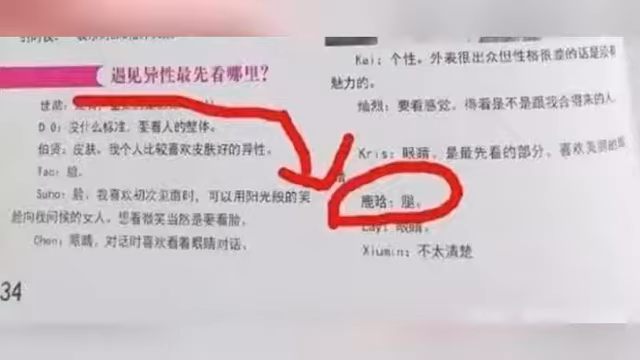 遇见异性最先看哪里?
D O:没什么标准,要看人的整体。
伯贤:皮肤,我个人比较喜欢皮肤好的异性。
Tao:脸。
Suho:脸,我喜欢初次见面时,可以用阳光般的笑
脸向我问候的女人,想看微笑当然是要看脸。
Chen:眼睛,对话时喜欢看着眼睛对话。
34
Kai:个性,外表很出众但性格很差的话是没有
魅力的。
灿烈:要看感觉,得看是不是跟我合得来的人
Kris:眼睛,是最先看的部分,喜欢美丽的眼
睛
鹿晗:腿。
Lay:眼睛。
Xiumin:不太清楚